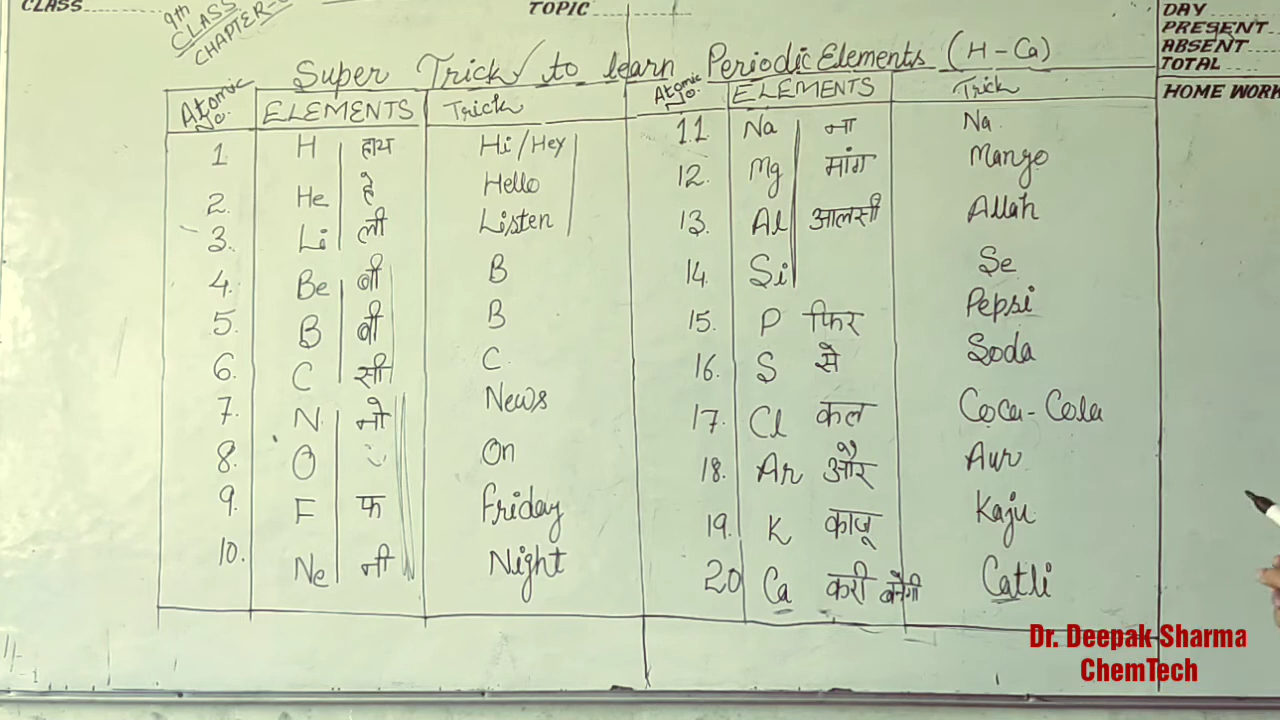 CLASS
TOPIC
DAY
PRESENT
ABSENT
TOTAL
HOME WORK
9th
CLASS
CHAPTER-
Super Trick to learn Periodic Elements (H-Ca)
Atomic No. ELEMENTS Trick Atomic No. ELEMENTS Trick
1. H हाय Hi/Hey 11 Na ना Na
2. He हे Hello 12. Mg मांग Mango
3. Li ली Listen 13. Al आलसी Allah
4. Be बी B 14. Si Se
5. B बी B 15. P फिर Pepsi
6. C सी C 16. S से Soda
7. N नो News 17. Cl कल Coca-Cola
8. O On 18. Ar और Aur
9. F फ Friday 19. K काजू Kaju
10. Ne नी Night 20 Ca करी बनेगी Catli
Dr. Deepak Sharma
ChemTech